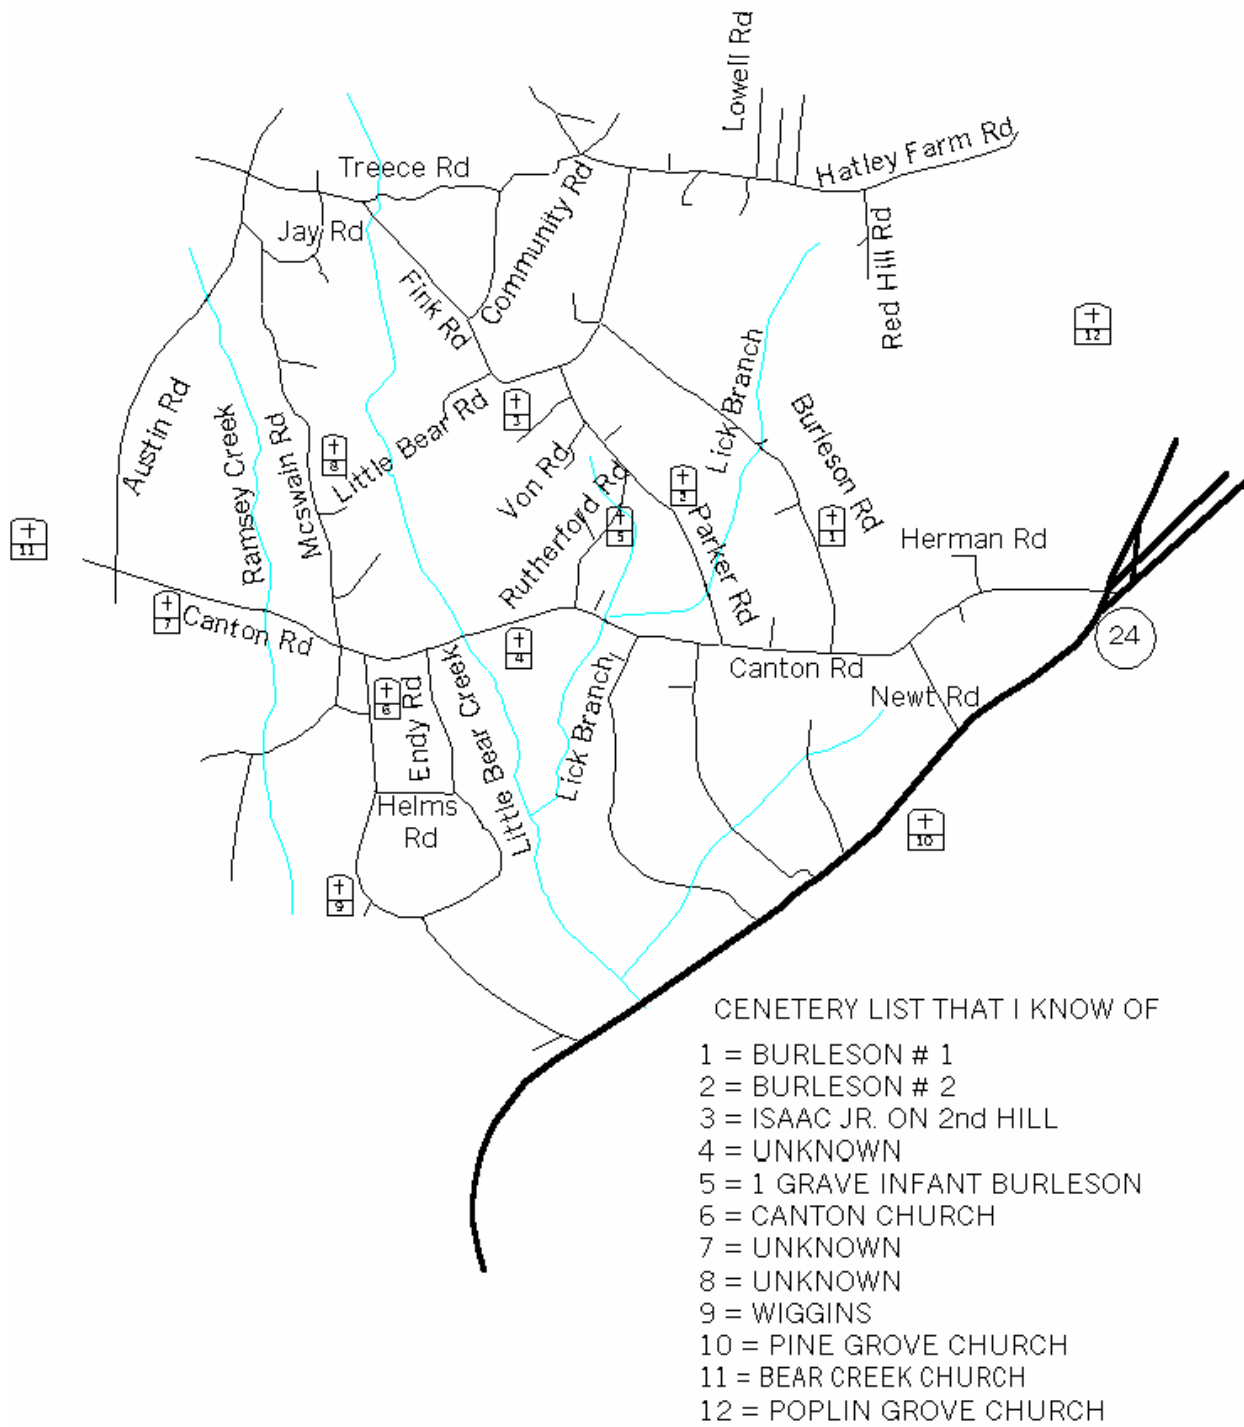 Lowell Rd
Hatley Farm Rd
Treece Rd
Community Rd
Jay Rd
Red Hill Rd
Fink Rd
12
Lick Branch
Austin Rd
Ramsey Creek
Mcswain Rd
Little Bear Rd
3
8
Von Rd
Burleson Rd
Rutherford Rd
5
Parker Rd
1
Herman Rd
11
7
Canton Rd
4
24
Canton Rd
Newt Rd
6
Endy Rd
Little Bear Creek
Lick Branch
Helms
Rd
10
9
CENETERY LIST THAT I KNOW OF
1 = BURLESON # 1
2 = BURLESON # 2
3 = ISAAC JR. ON 2nd HILL
4 = UNKNOWN
5 = 1 GRAVE INFANT BURLESON
6 = CANTON CHURCH
7 = UNKNOWN
8 = UNKNOWN
9 = WIGGINS
10 = PINE GROVE CHURCH
11 = BEAR CREEK CHURCH
12 = POPLIN GROVE CHURCH